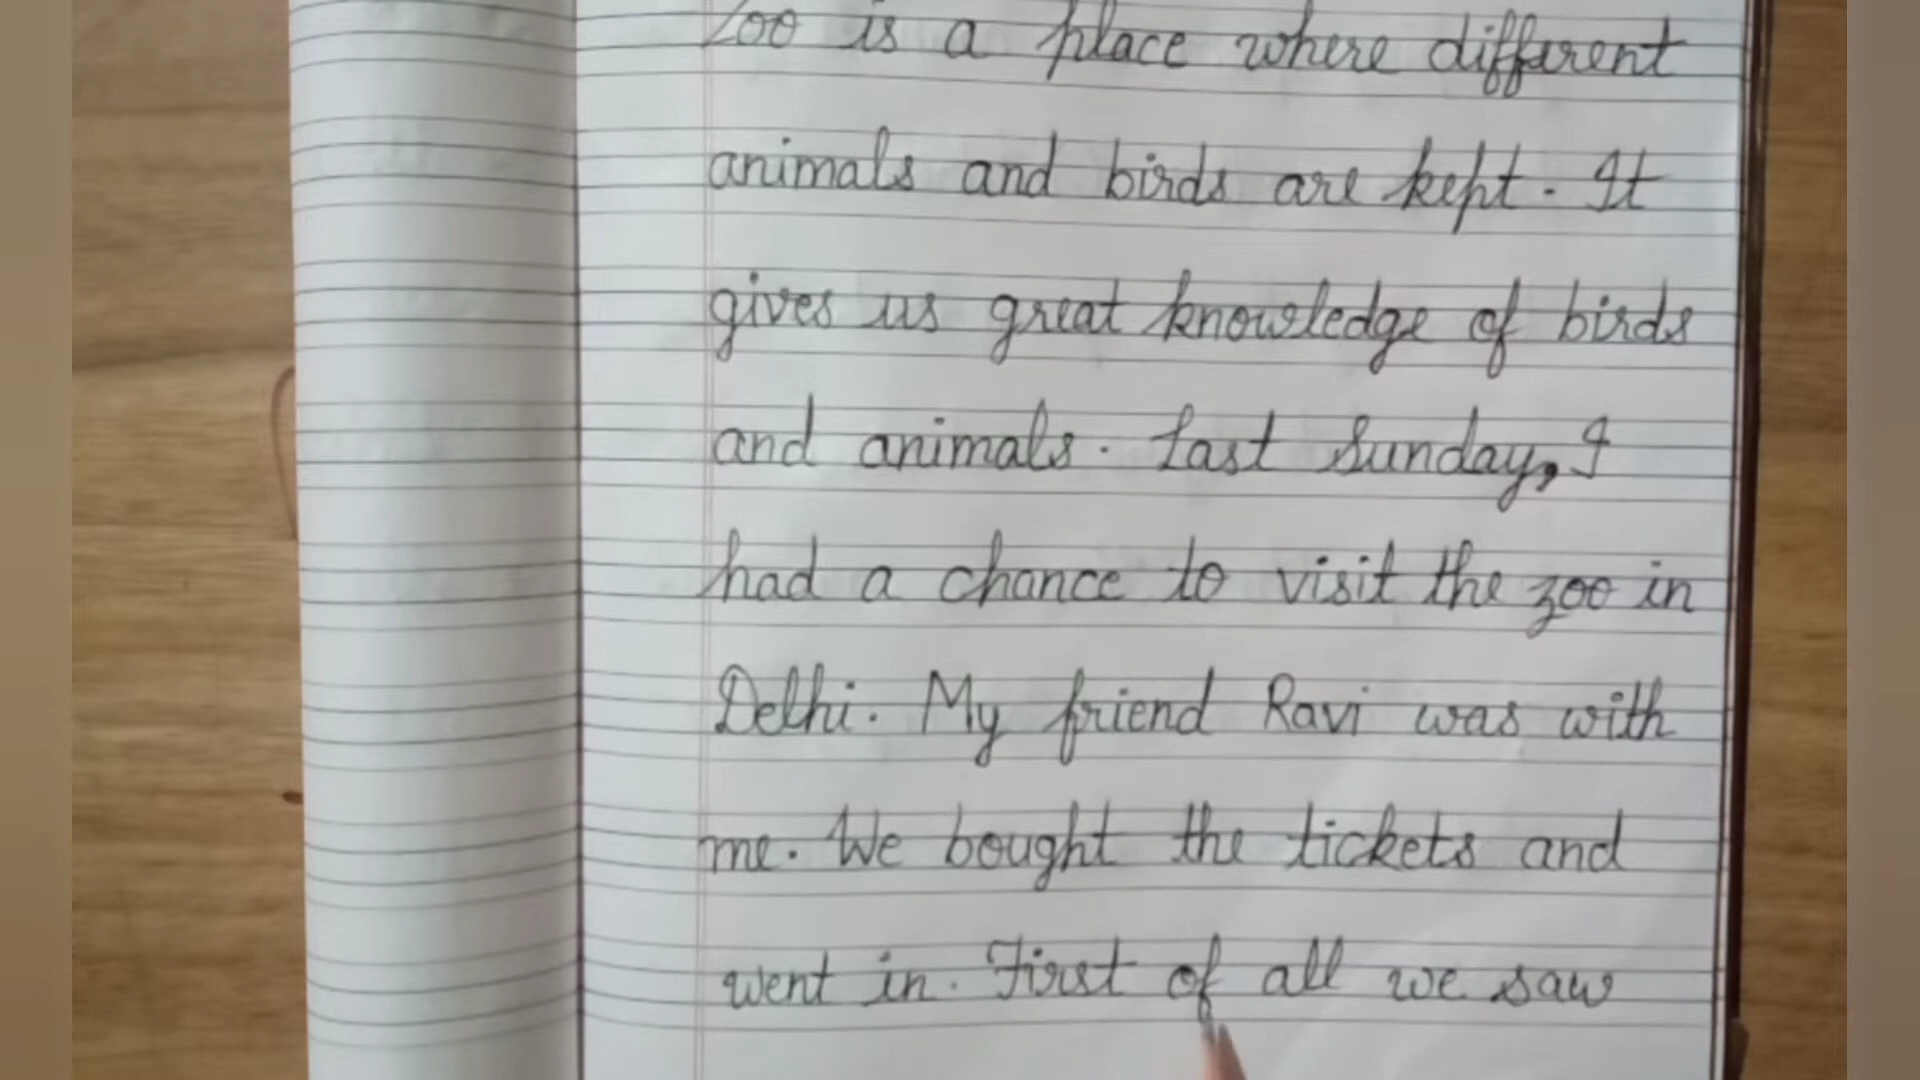 Zoo is a place where different
animals and birds are kept. It
gives us great knowledge of birds
and animals. Last Sunday, I
had a chance to visit the zoo in
Delhi. My friend Ravi was with
me. We bought the tickets and
went in. First of all we saw